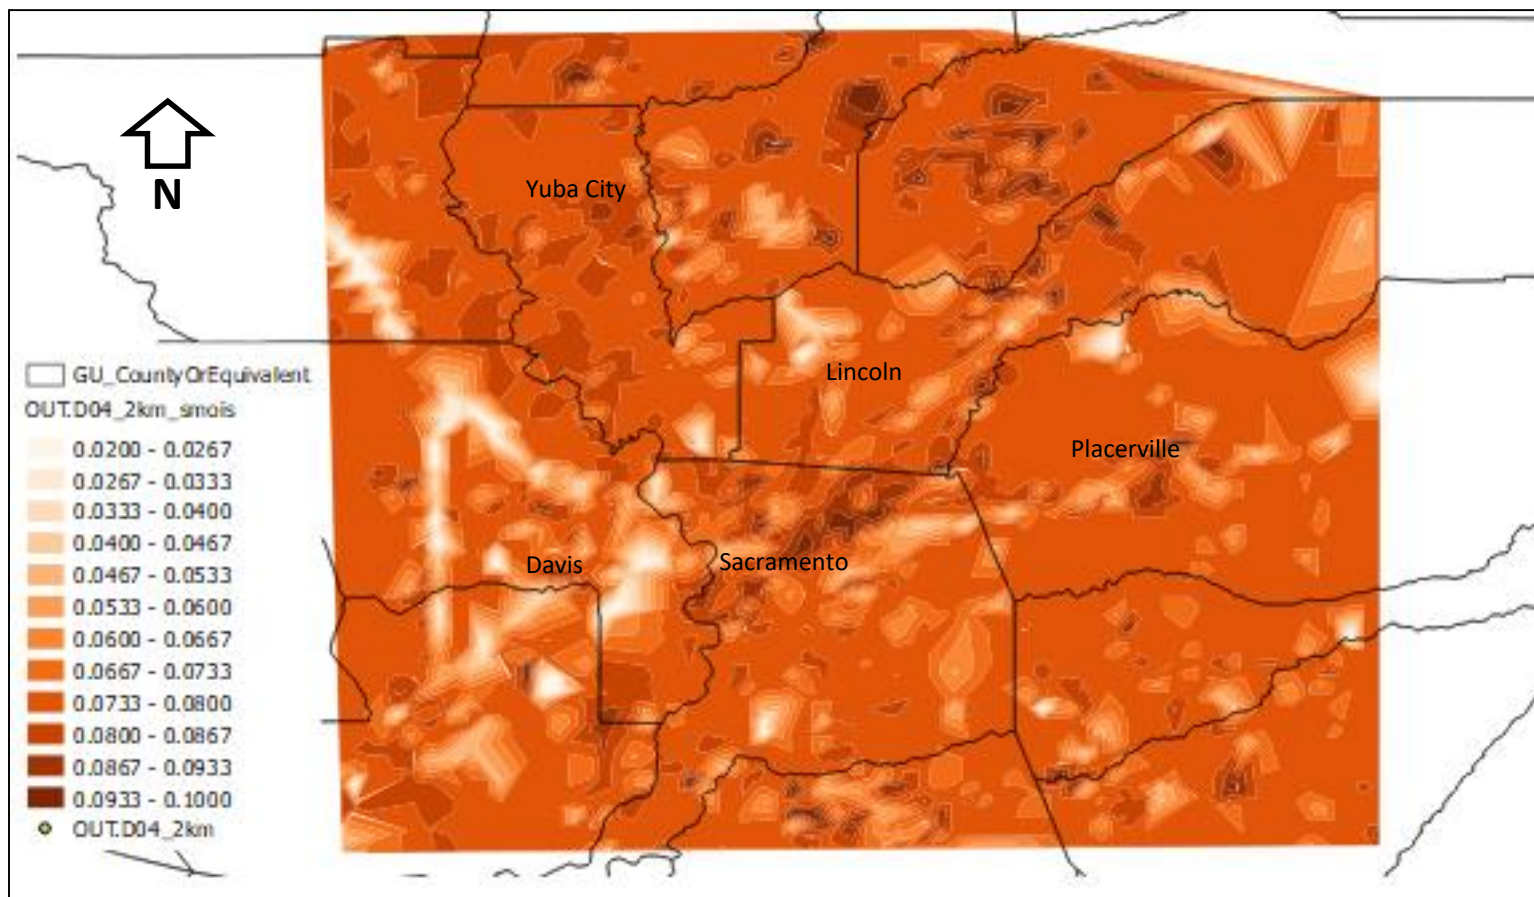 N
Yuba City
Lincoln
Placerville
Davis
Sacramento
GU_CountyOrEquivalent
OUT.D04_2km_smois
0.0200 - 0.0267
0.0267 - 0.0333
0.0333 - 0.0400
0.0400 - 0.0467
0.0467 - 0.0533
0.0533 - 0.0600
0.0600 - 0.0667
0.0667 - 0.0733
0.0733 - 0.0800
0.0800 - 0.0867
0.0867 - 0.0933
0.0933 - 0.1000
OUT.D04_2km